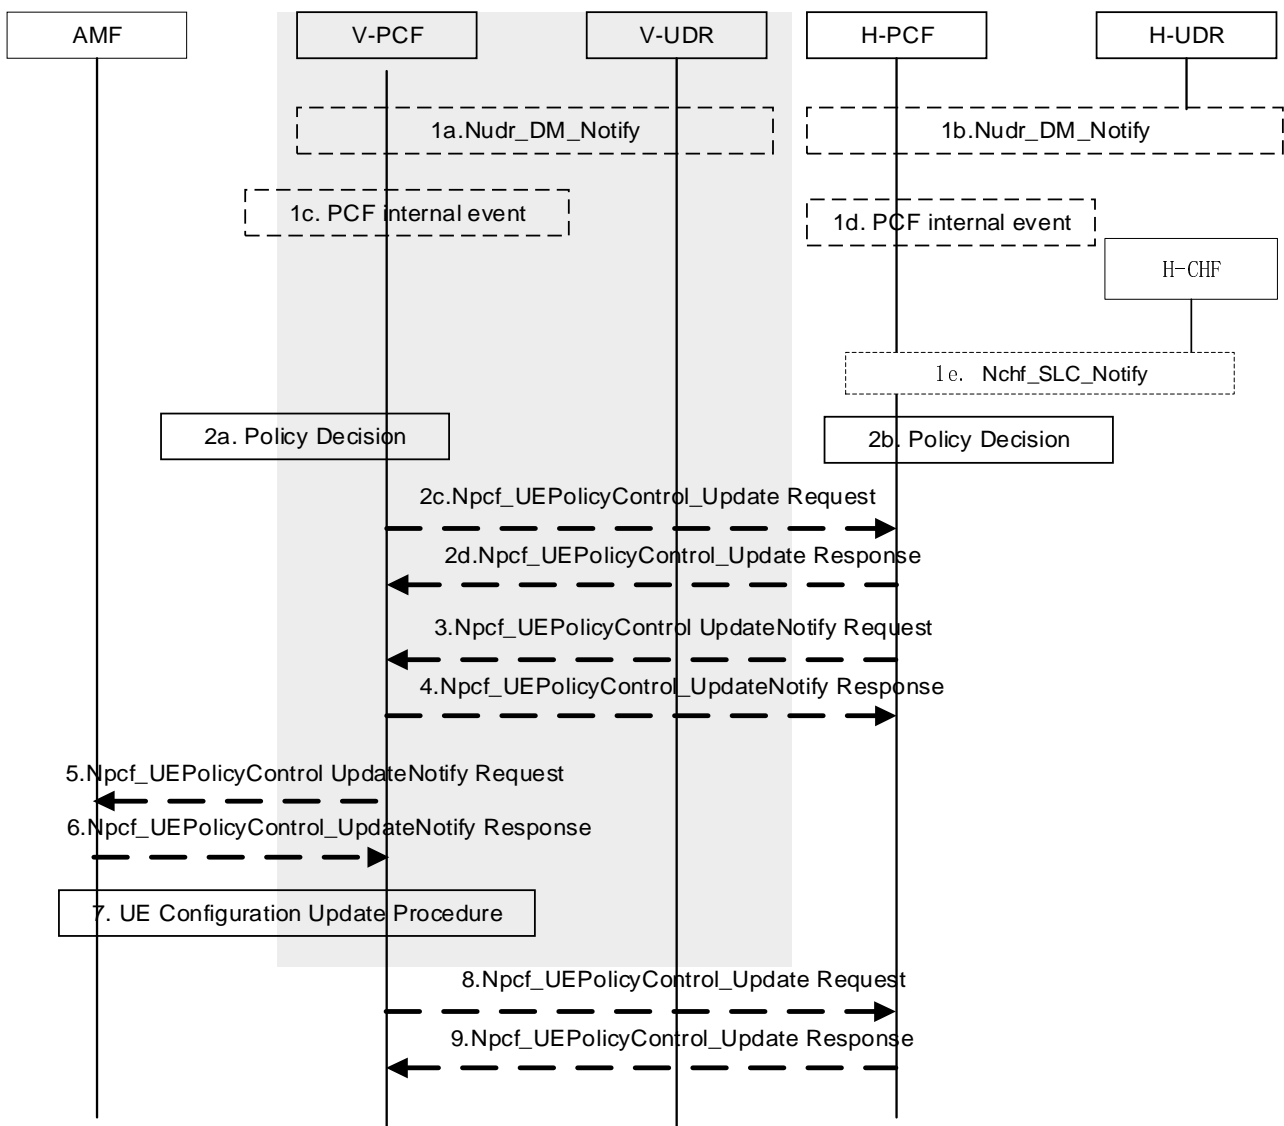 AMF
V-PCF
V-UDR
H-PCF
H-UDR
1a.Nudr_DM_Notify
1b.Nudr_DM_Notify
1c. PCF internal event
1d. PCF internal event
H-CHF
1e. Nchf_SLC_Notify
2a. Policy Decision
2b. Policy Decision
2c.Npcf_UEPolicyControl_Update Request
2d.Npcf_UEPolicyControl_Update Response
3.Npcf_UEPolicyControl UpdateNotify Request
4.Npcf_UEPolicyControl_UpdateNotify Response
5.Npcf_UEPolicyControl UpdateNotify Request
6.Npcf_UEPolicyControl_UpdateNotify Response
7. UE Configuration Update Procedure
8.Npcf_UEPolicyControl_Update Request
9.Npcf_UEPolicyControl_Update Response